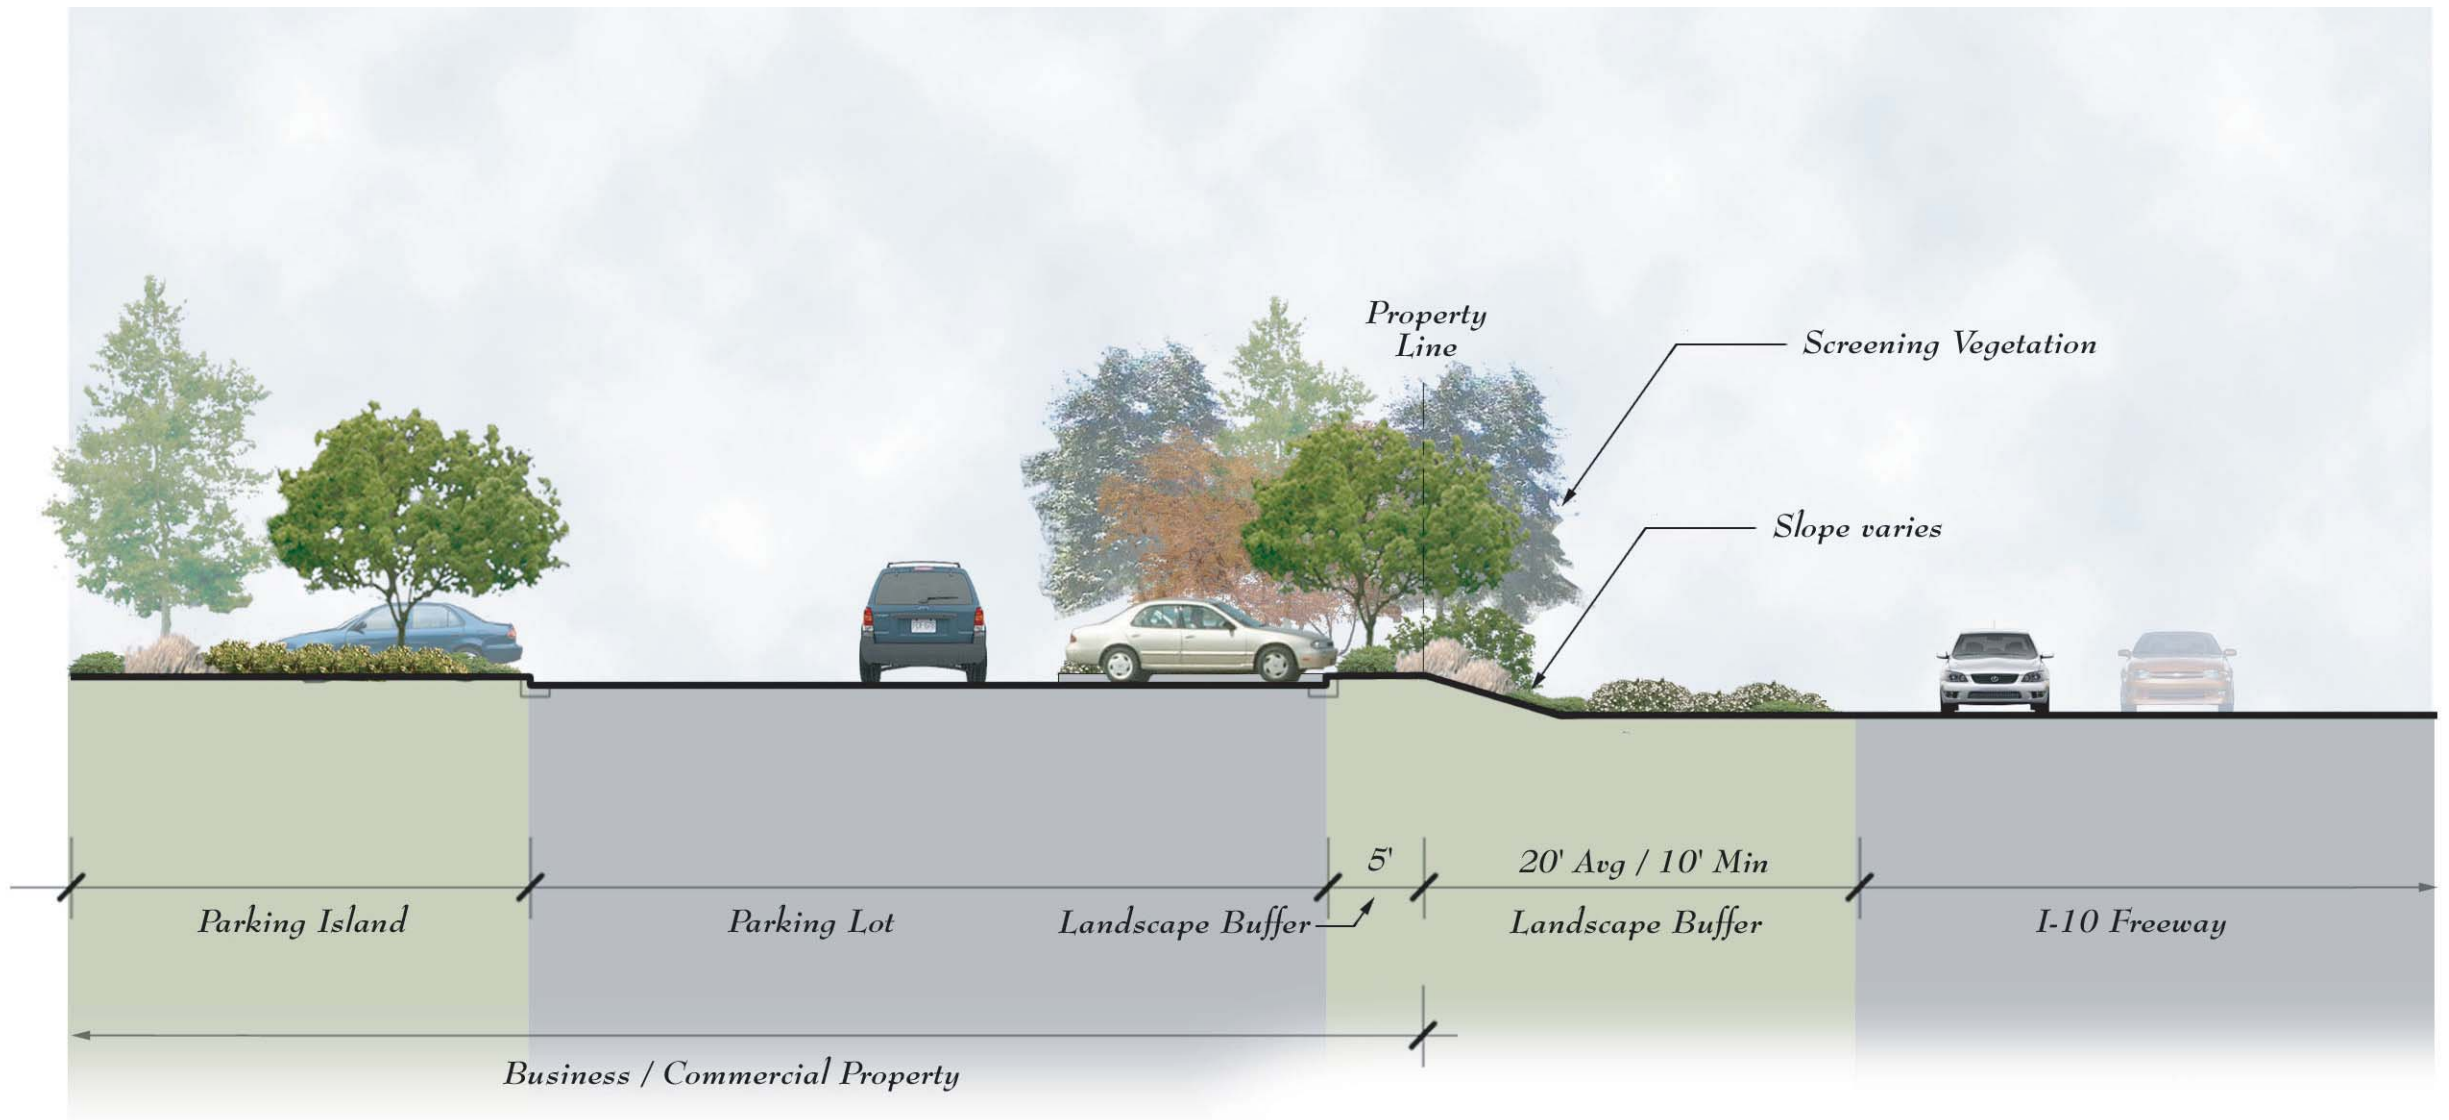 Property
Line
Screening Vegetation
Slope varies
5'
20' Avg / 10' Min
Parking Island
Parking Lot
Landscape Buffer
Landscape Buffer
I-10 Freeway
Business / Commercial Property